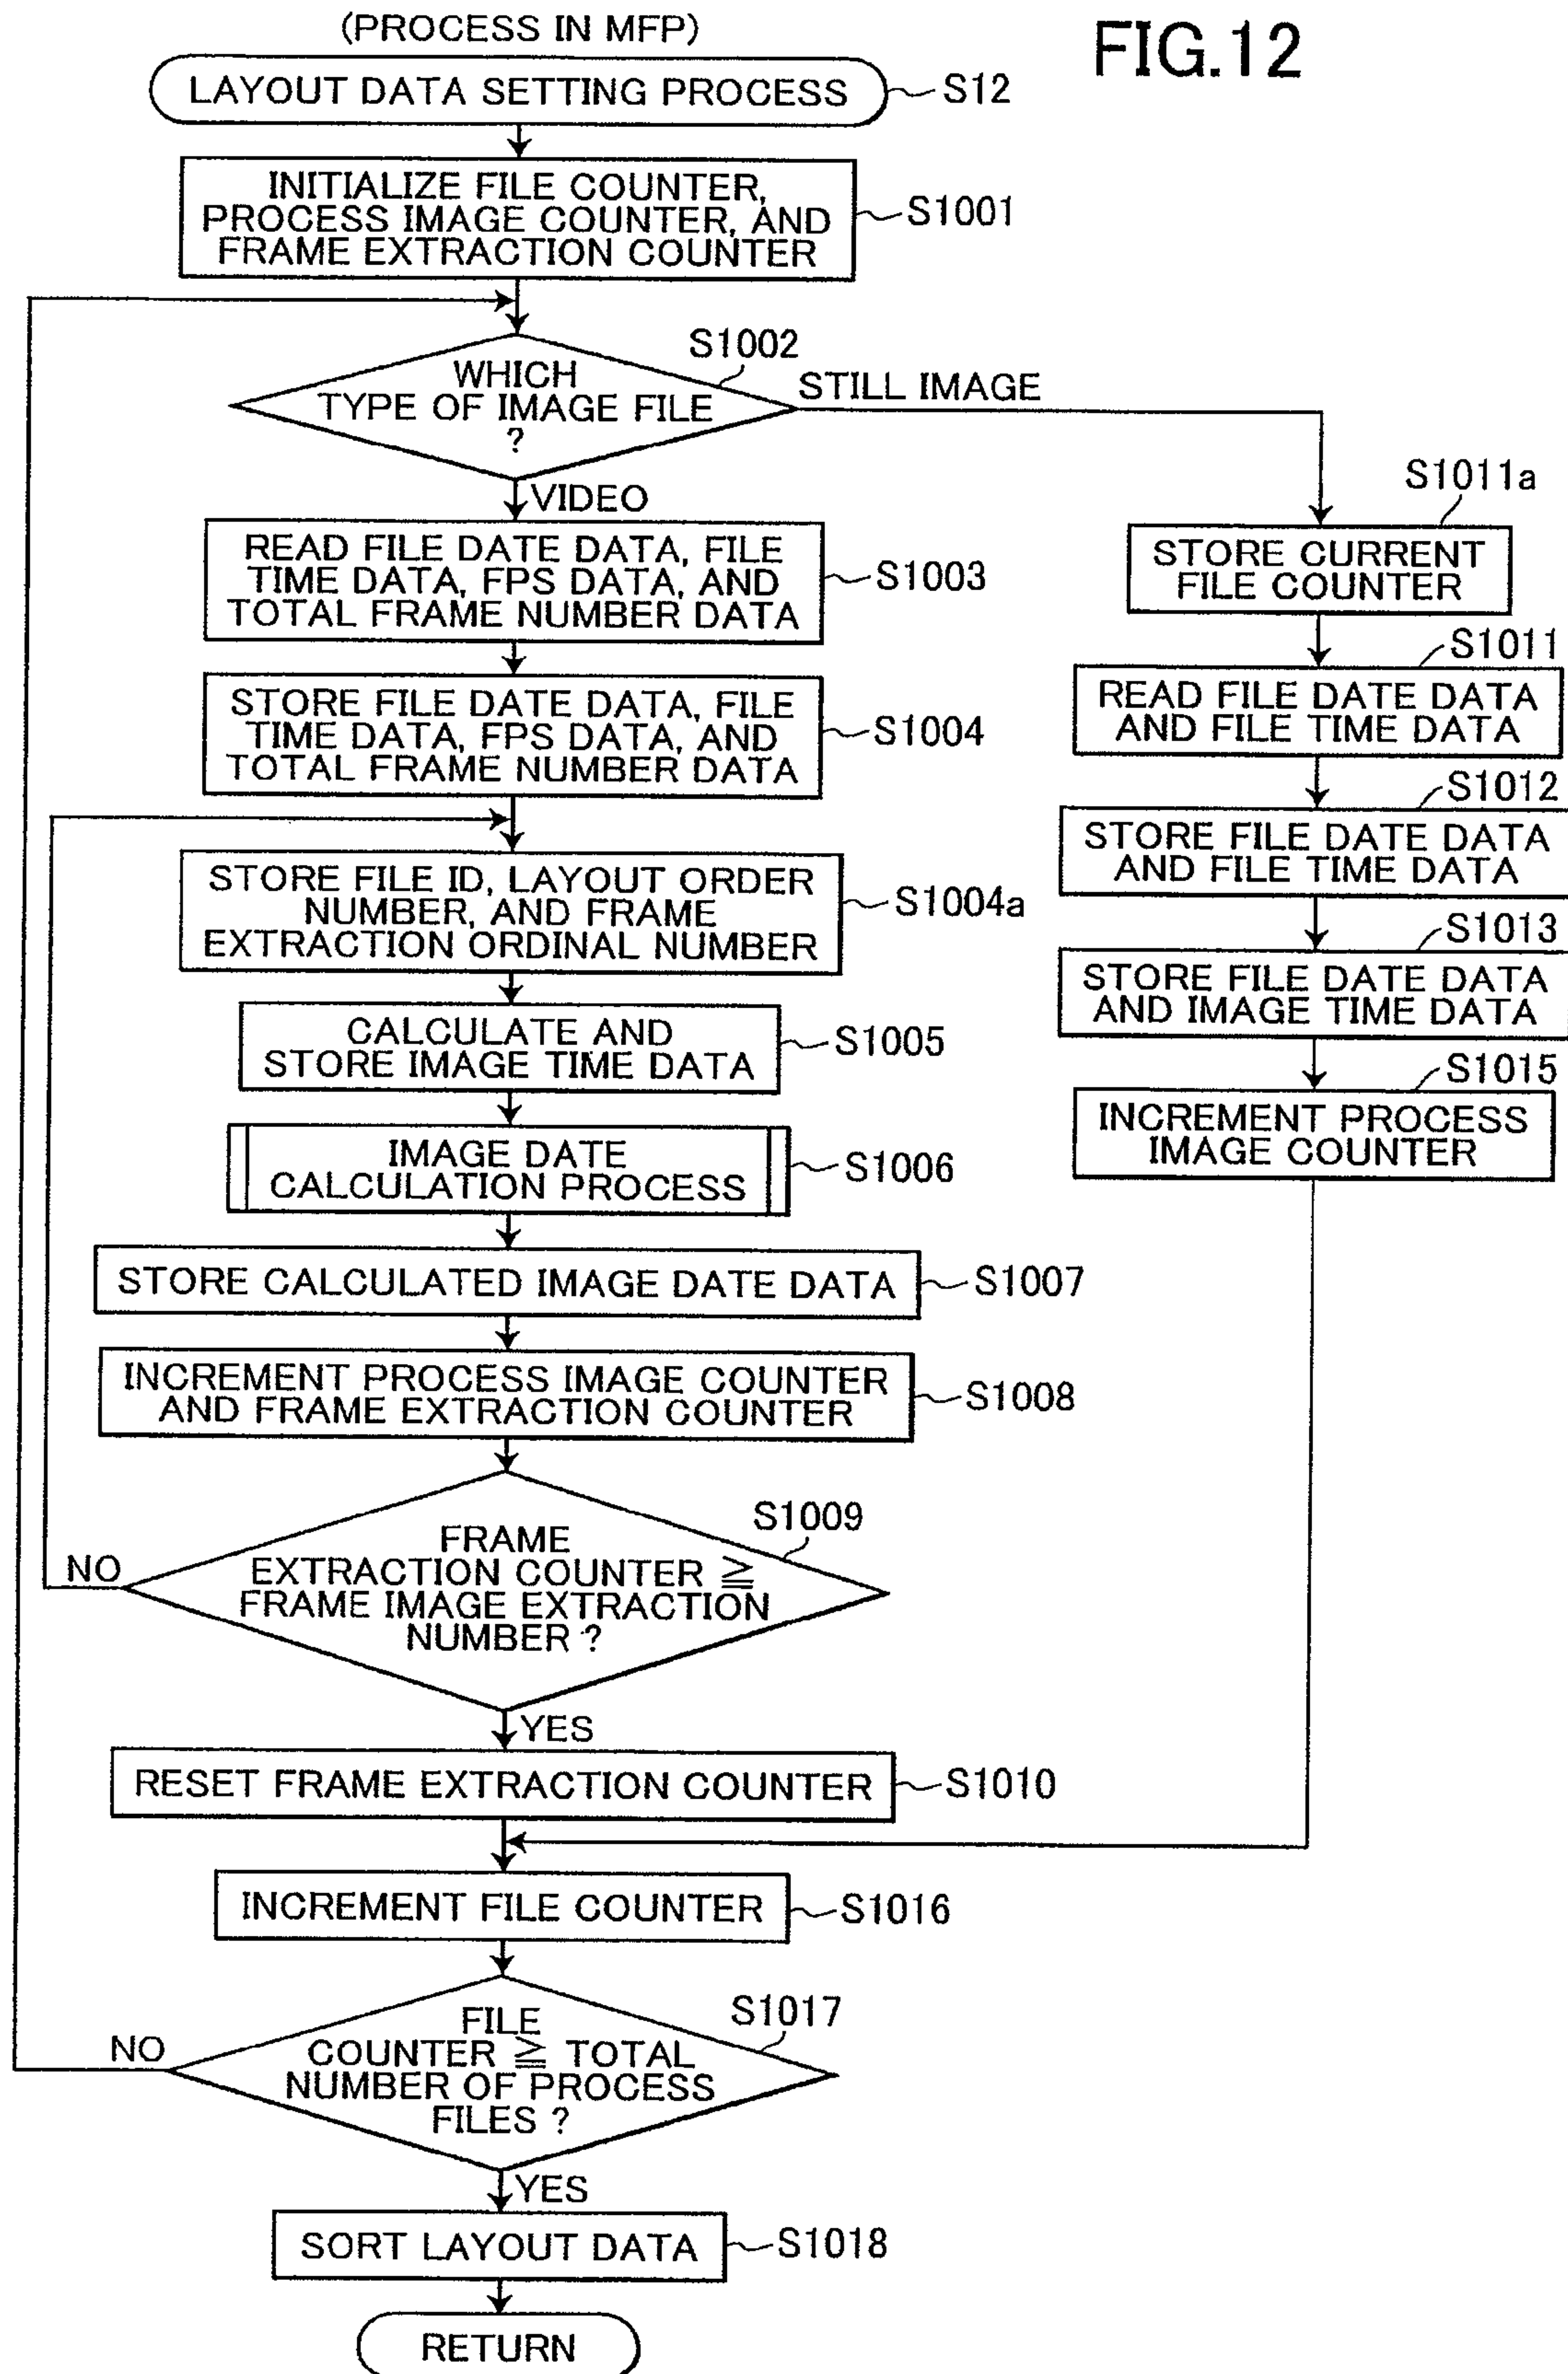 (PROCESS IN MFP)
FIG.12
LAYOUT DATA SETTING PROCESS
S12
INITIALIZE FILE COUNTER,
PROCESS IMAGE COUNTER, AND
FRAME EXTRACTION COUNTER
S1001
S1002
WHICH
TYPE OF IMAGE FILE
?
STILL IMAGE
VIDEO
READ FILE DATE DATA, FILE
TIME DATA, FPS DATA, AND
TOTAL FRAME NUMBER DATA
S1003
STORE FILE DATE DATA, FILE
TIME DATA, FPS DATA, AND
TOTAL FRAME NUMBER DATA
S1004
STORE FILE ID, LAYOUT ORDER
NUMBER, AND FRAME
EXTRACTION ORDINAL NUMBER
S1004a
CALCULATE AND
STORE IMAGE TIME DATA
S1005
IMAGE DATE
CALCULATION PROCESS
S1006
STORE CALCULATED IMAGE DATE DATA
S1007
INCREMENT PROCESS IMAGE COUNTER
AND FRAME EXTRACTION COUNTER
S1008
S1009
FRAME
EXTRACTION COUNTER ≧
FRAME IMAGE EXTRACTION
NUMBER ?
NO
YES
RESET FRAME EXTRACTION COUNTER
S1010
S1011a
STORE CURRENT
FILE COUNTER
S1011
READ FILE DATE DATA
AND FILE TIME DATA
S1012
STORE FILE DATE DATA
AND FILE TIME DATA
S1013
STORE FILE DATE DATA
AND IMAGE TIME DATA
S1015
INCREMENT PROCESS
IMAGE COUNTER
INCREMENT FILE COUNTER
S1016
S1017
FILE
COUNTER ≧ TOTAL
NUMBER OF PROCESS
FILES ?
NO
YES
SORT LAYOUT DATA
S1018
RETURN